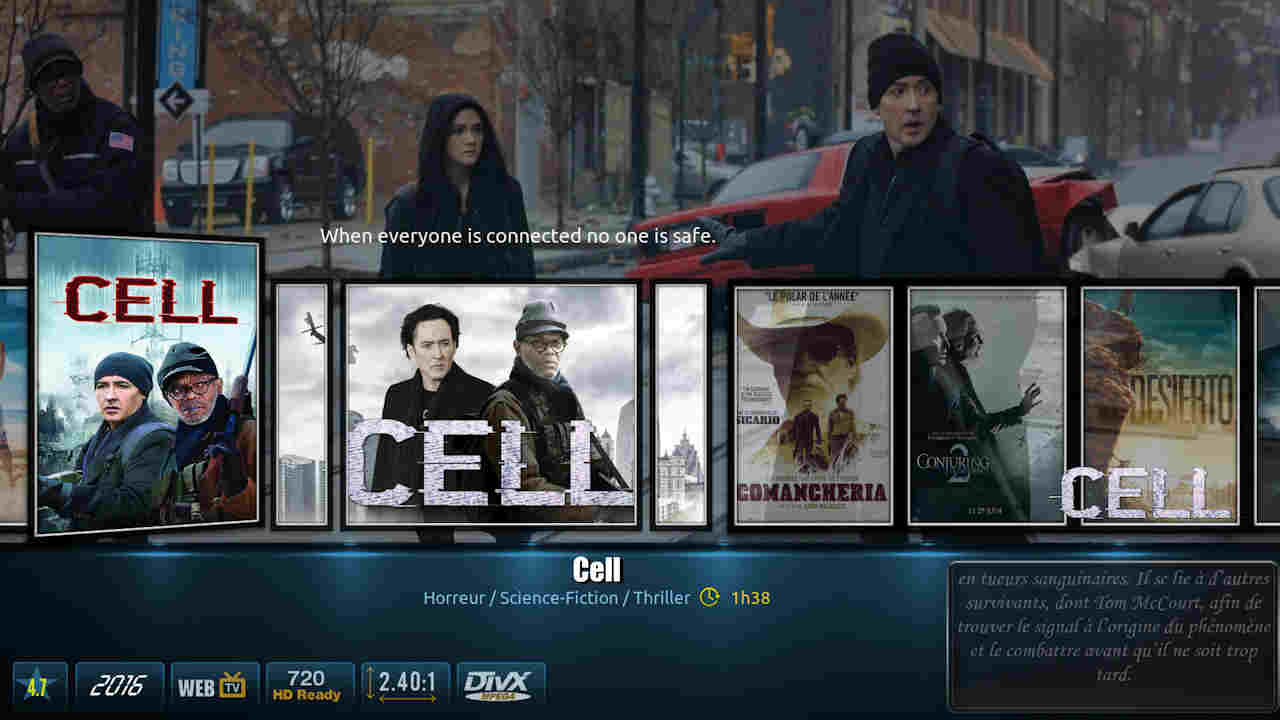 KING
When everyone is connected no one is safe.
CELL
CELL
"LE POLAR DE L'ANNÉE"
SICARIO
COMANCHERIA
CONJURING
2
DESIERTO
CELL
Cell
Horreur / Science-Fiction / Thriller 1h38
en tueurs sanguinaires. Il se lie à d'autres
survivants, dont Tom McCourt, afin de
trouver le signal à l'origine du phénomène
et le combattre avant qu'il ne soit trop
tard.
4.7
2016
WEB TV
720
HD Ready
2.40:1
DIVX
MPEG4